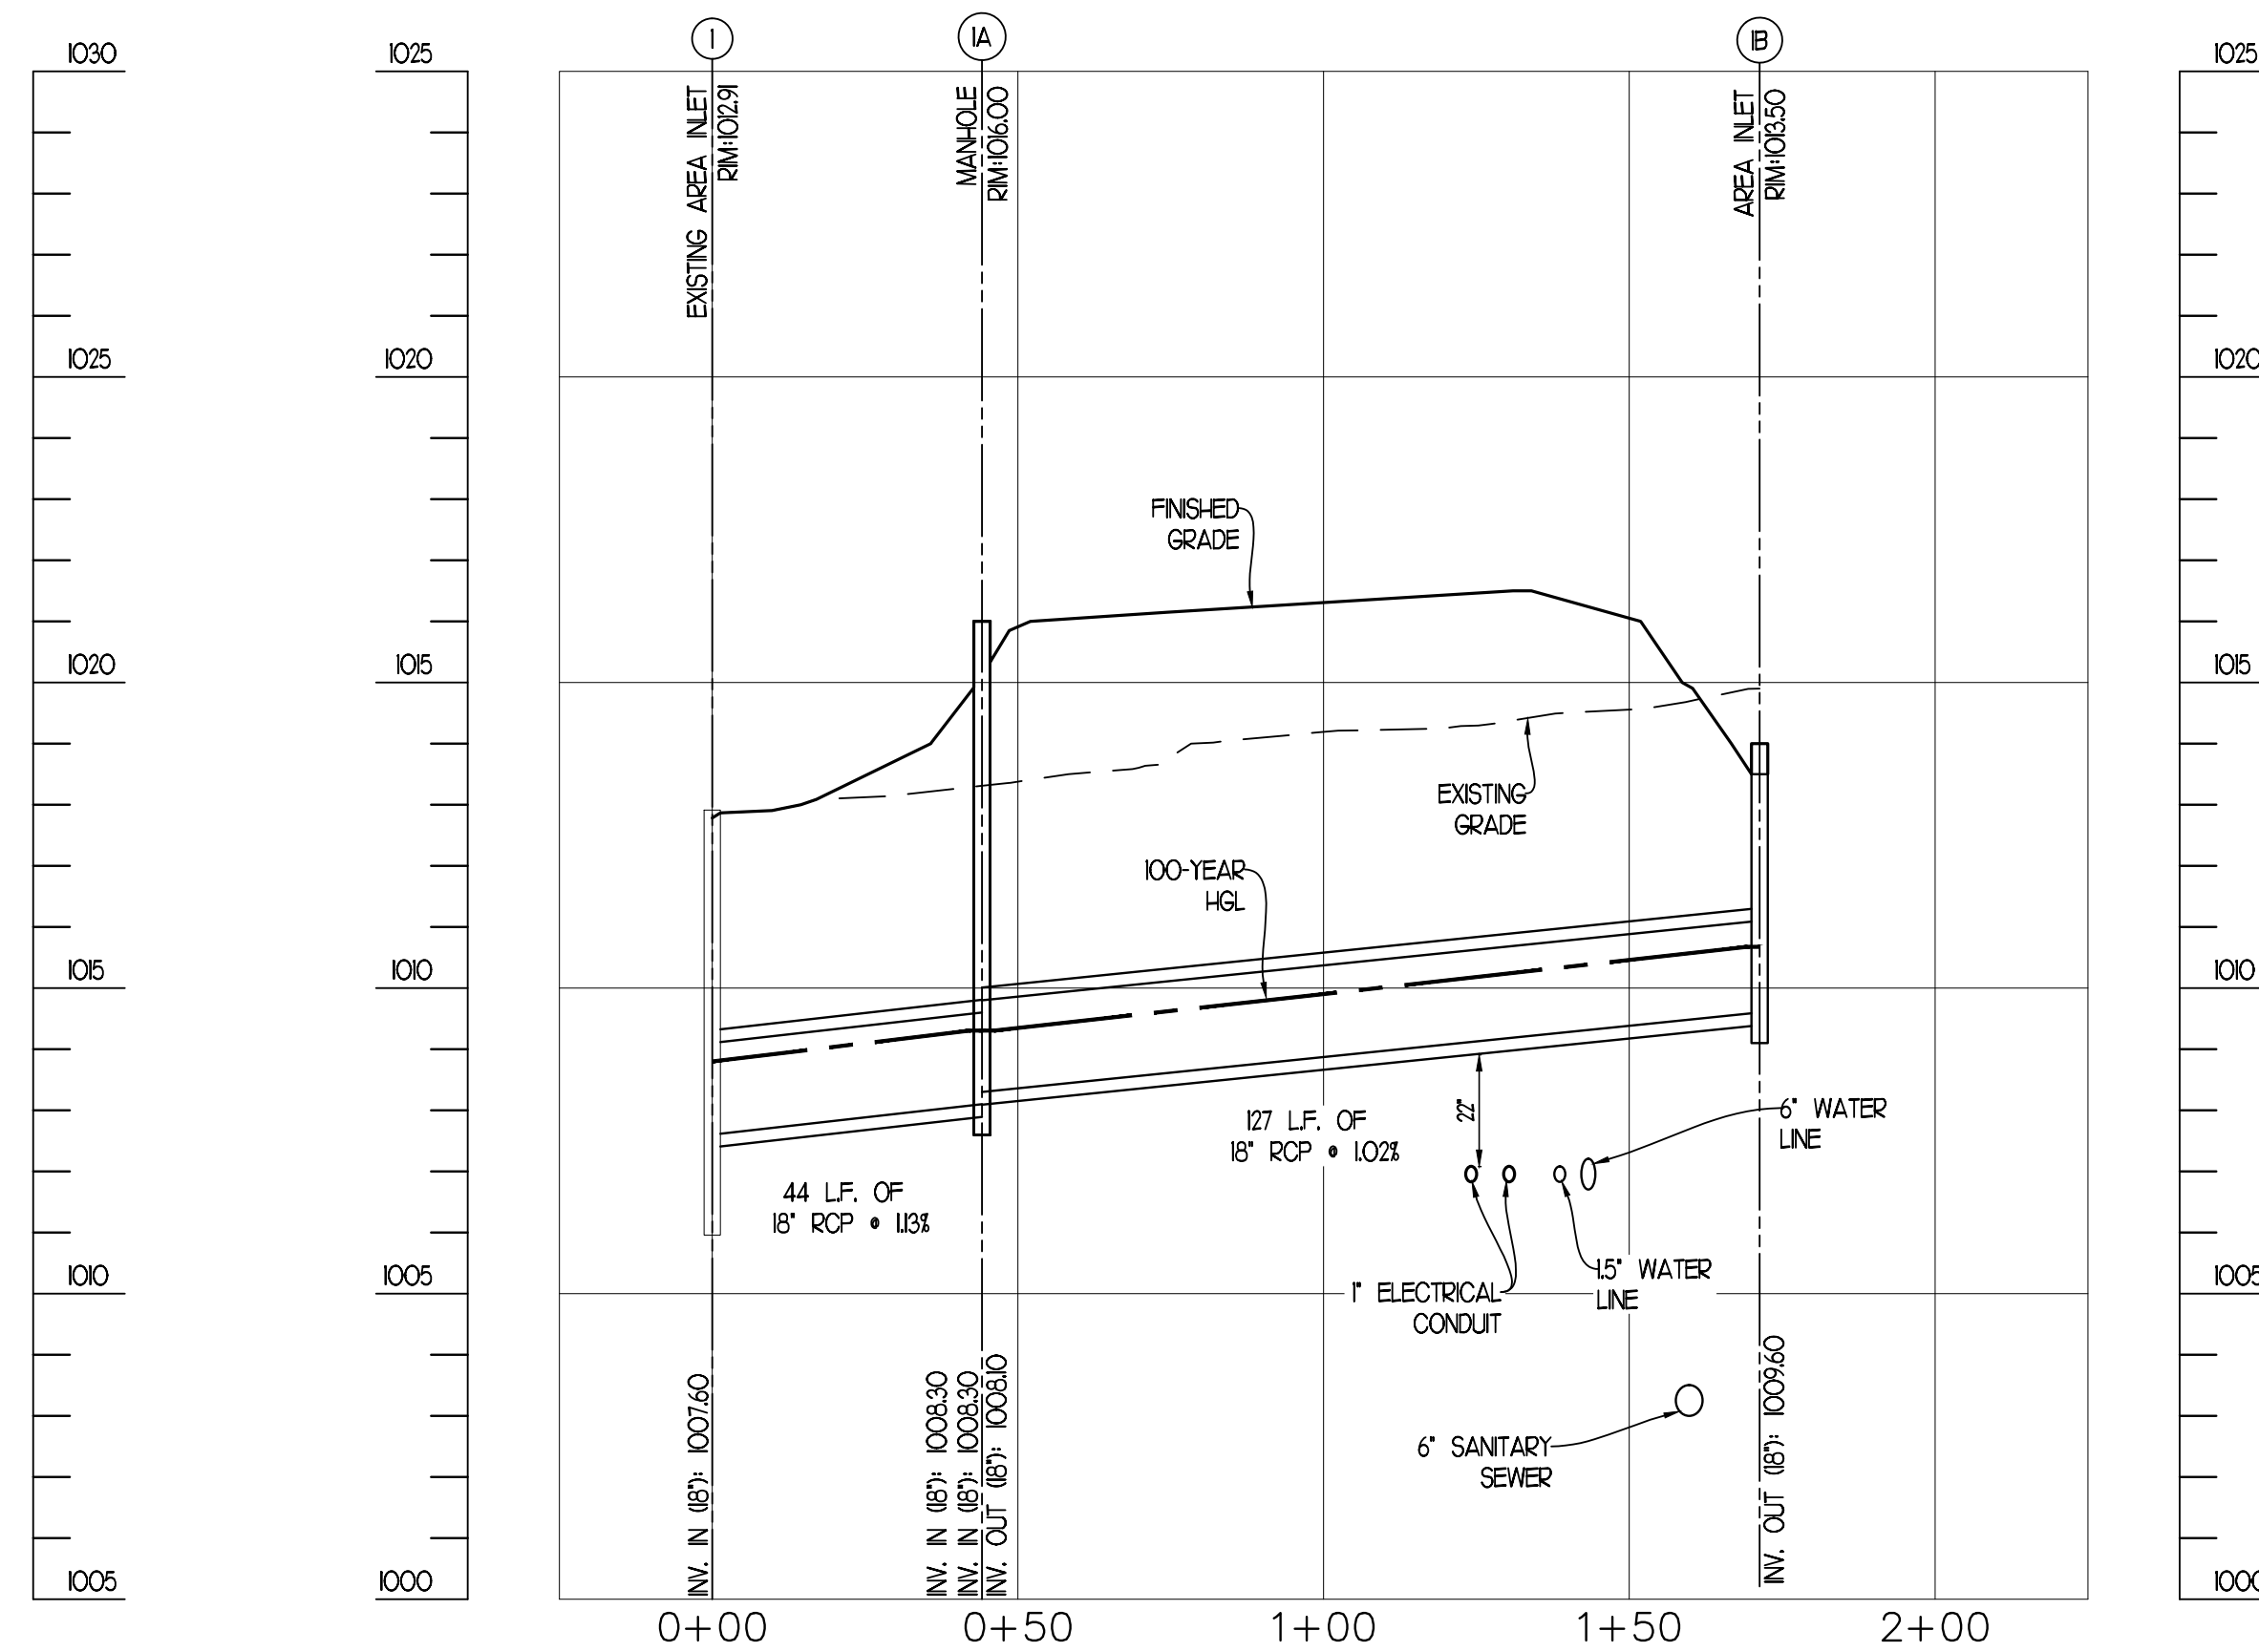 1
1A
1B
1030
1025
1025
EXISTING AREA INLET
RIM:1012.91
MANHOLE
RIM:1016.00
AREA INLET
RIM:1013.50
1025
1020
1020
FINISHED
GRADE
1020
1015
1015
EXISTING
GRADE
100-YEAR
HGL
1015
1010
1010
22"
127 L.F. OF
18" RCP @ 1.02%
6" WATER
LINE
44 L.F. OF
18" RCP @ 1.13%
1010
1005
1005
1" ELECTRICAL
CONDUIT
1.5" WATER
LINE
6" SANITARY
SEWER
INV. IN (18"): 1007.60
INV. IN (18"): 1008.30
INV. IN (18"): 1008.30
INV. OUT (18"): 1008.10
INV. OUT (18"): 1009.60
1005
1000
1000
0+00
0+50
1+00
1+50
2+00